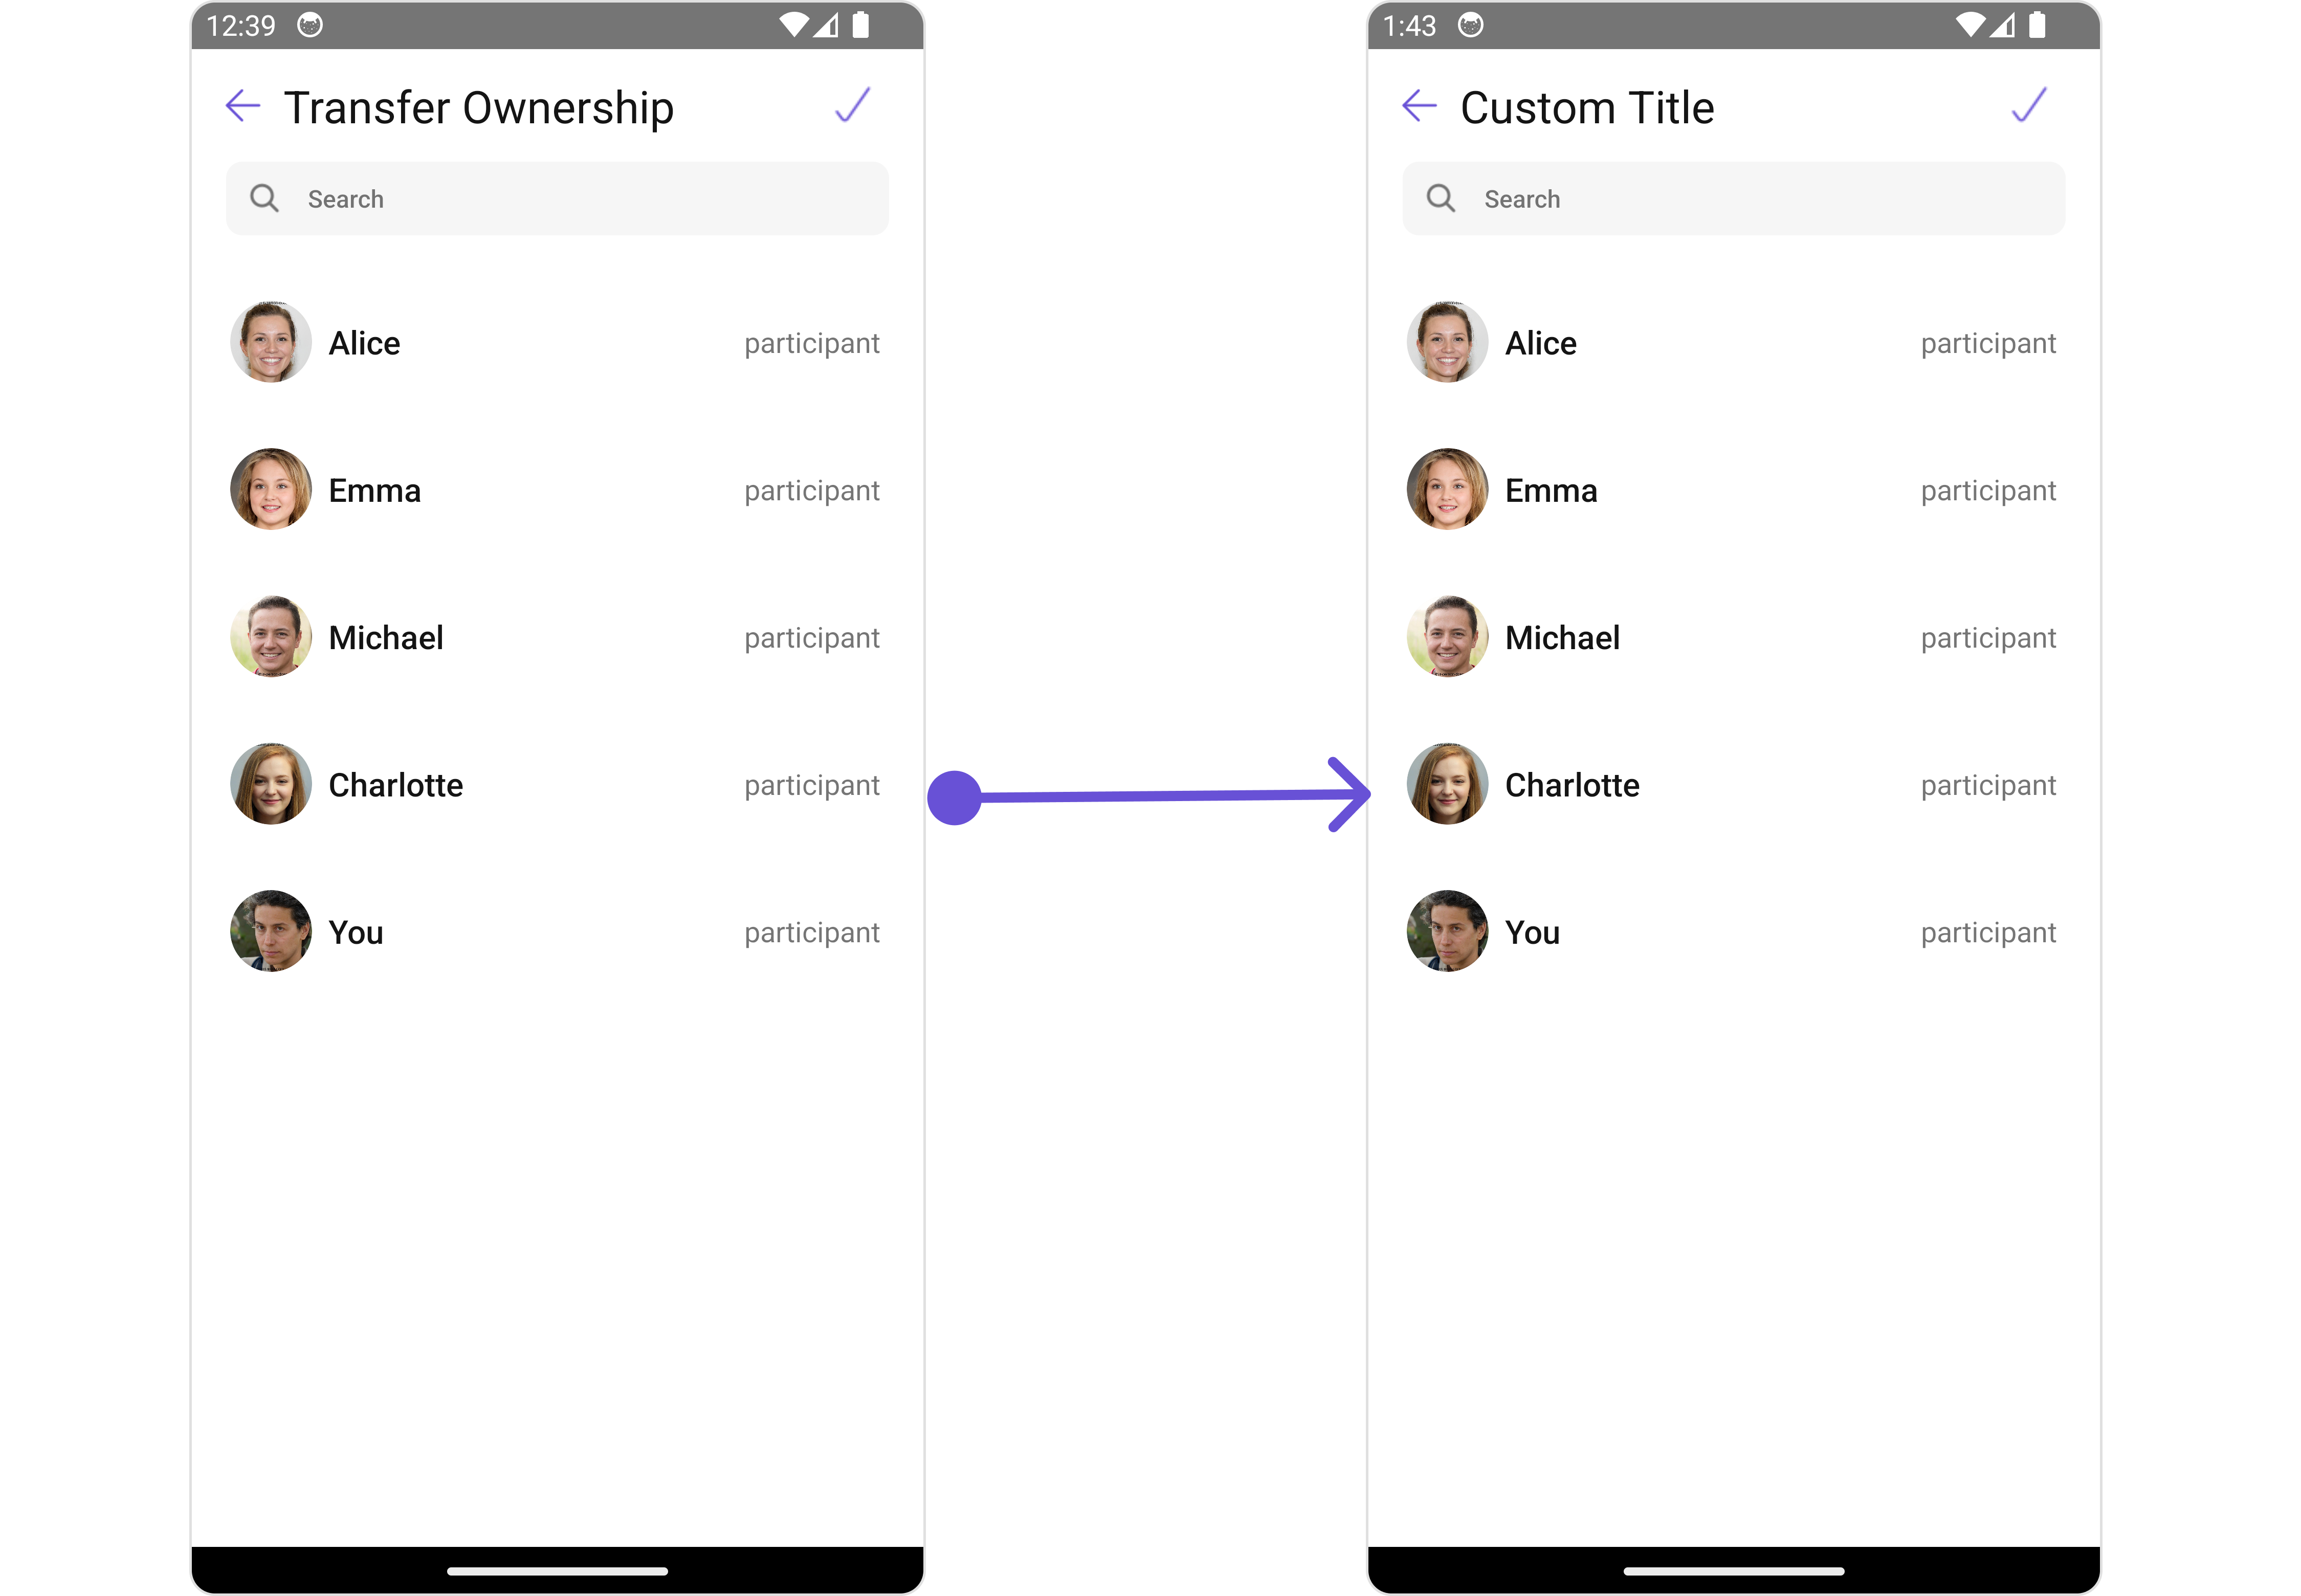 12:39
Transfer Ownership
Search
Alice participant
Emma participant
Michael participant
Charlotte participant
You participant
1:43
Custom Title
Search
Alice participant
Emma participant
Michael participant
Charlotte participant
You participant